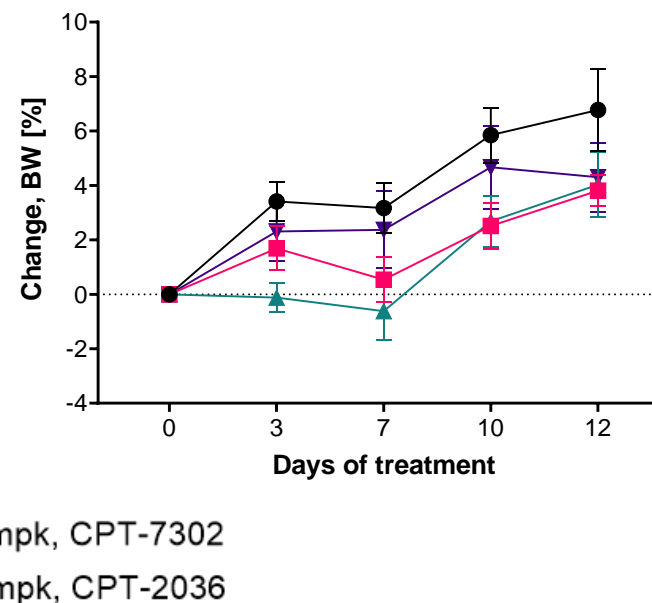 10
8
6
4
2
0
-2
-4
Change, BW [%]
0 3 7 10 12
Days of treatment
mpk, CPT-7302
mpk, CPT-2036